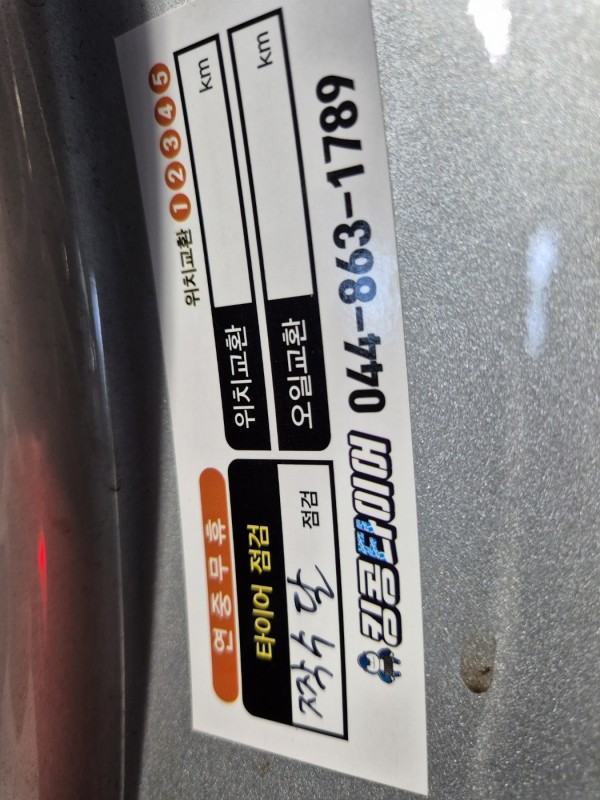 연중무휴
위치교환 1 2 3 4 5
타이어 점검
짝수 달 점검
위치교환 km
오일교환 km
킹콩타이어 044-863-1789